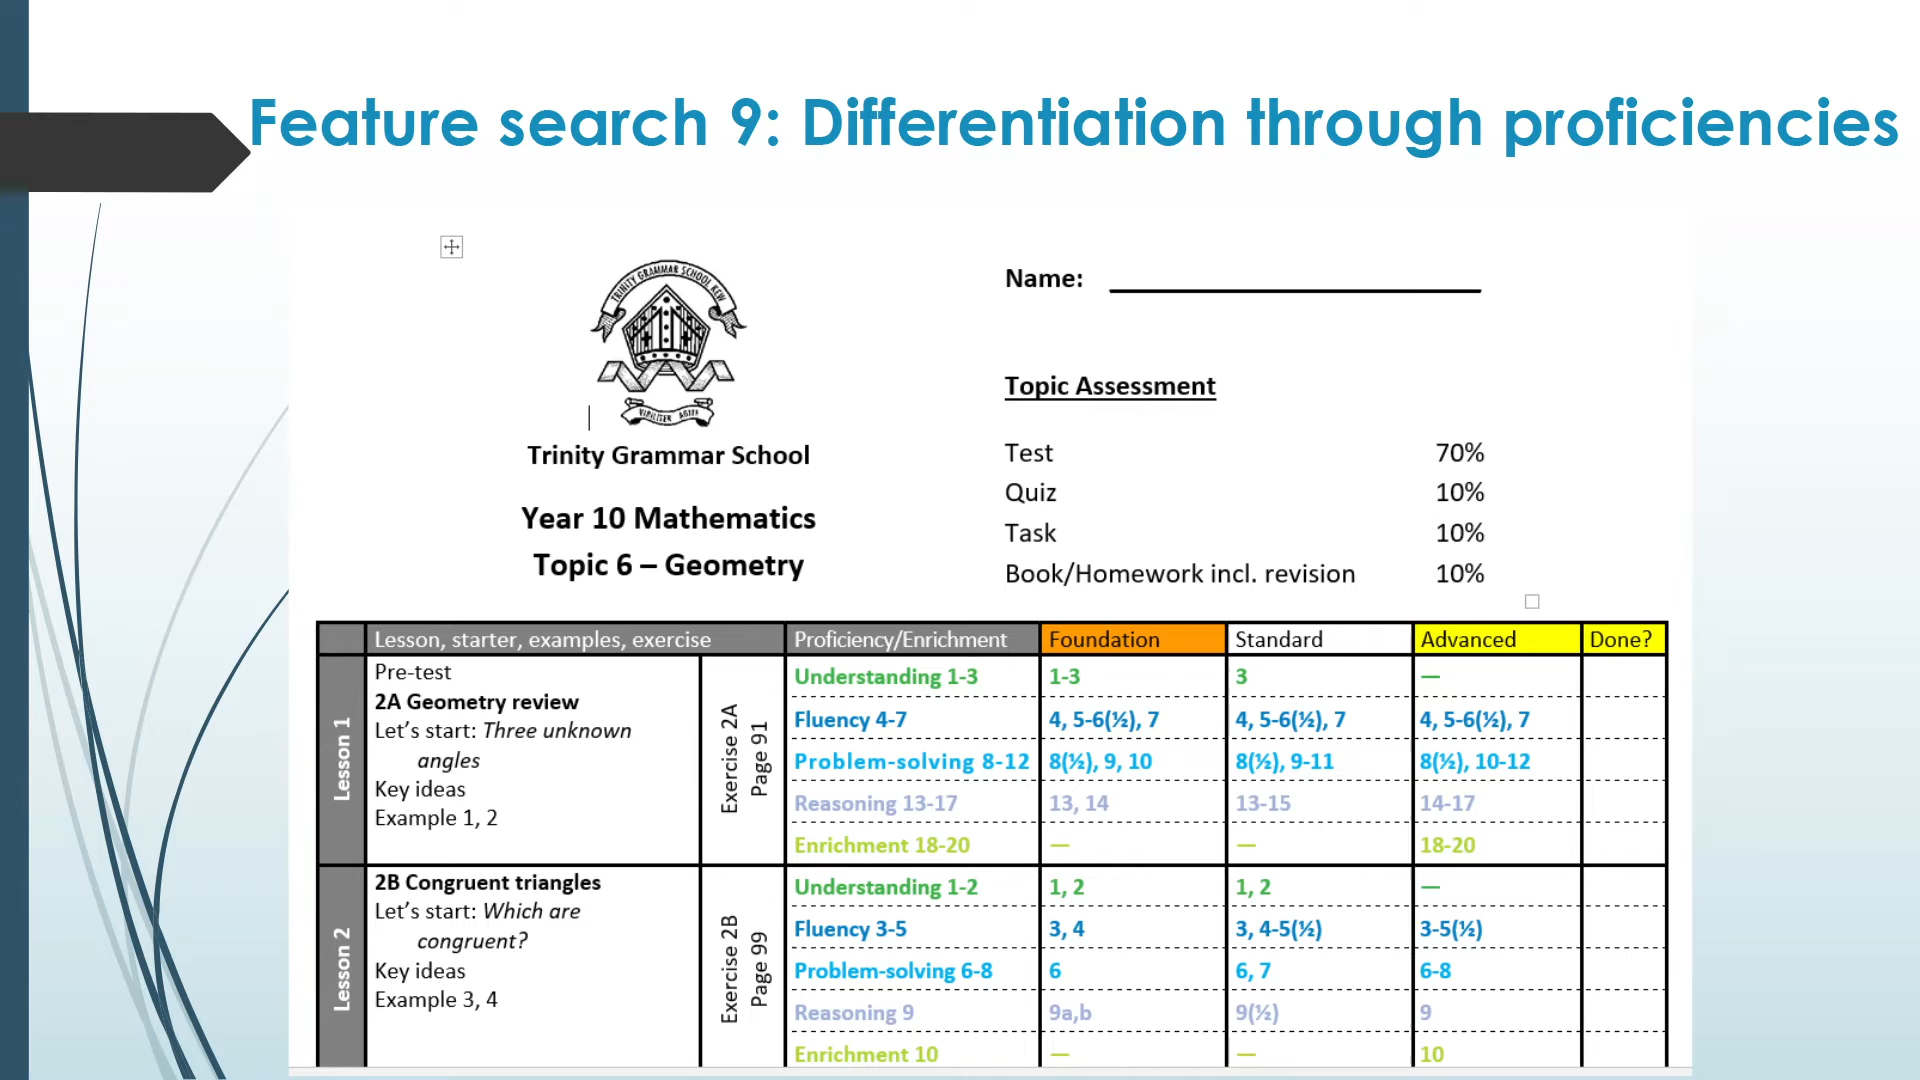 Feature search 9: Differentiation through proficiencies
TRINITY GRAMMAR SCHOOL KEW
VIRILITER AGITE
Trinity Grammar School
Year 10 Mathematics
Topic 6 – Geometry
Name:
Topic Assessment
Test 70%
Quiz 10%
Task 10%
Book/Homework incl. revision 10%
Lesson, starter, examples, exercise Proficiency/Enrichment Foundation Standard Advanced Done?
Lesson 1
Pre-test
2A Geometry review
Let's start: Three unknown
angles
Key ideas
Example 1, 2
Exercise 2A
Page 91
Understanding 1-3 1-3 3 —
Fluency 4-7 4, 5-6(½), 7 4, 5-6(½), 7 4, 5-6(½), 7
Problem-solving 8-12 8(½), 9, 10 8(½), 9-11 8(½), 10-12
Reasoning 13-17 13, 14 13-15 14-17
Enrichment 18-20 — — 18-20
Lesson 2
2B Congruent triangles
Let's start: Which are
congruent?
Key ideas
Example 3, 4
Exercise 2B
Page 99
Understanding 1-2 1, 2 1, 2 —
Fluency 3-5 3, 4 3, 4-5(½) 3-5(½)
Problem-solving 6-8 6 6, 7 6-8
Reasoning 9 9a,b 9(½) 9
Enrichment 10 — — 10